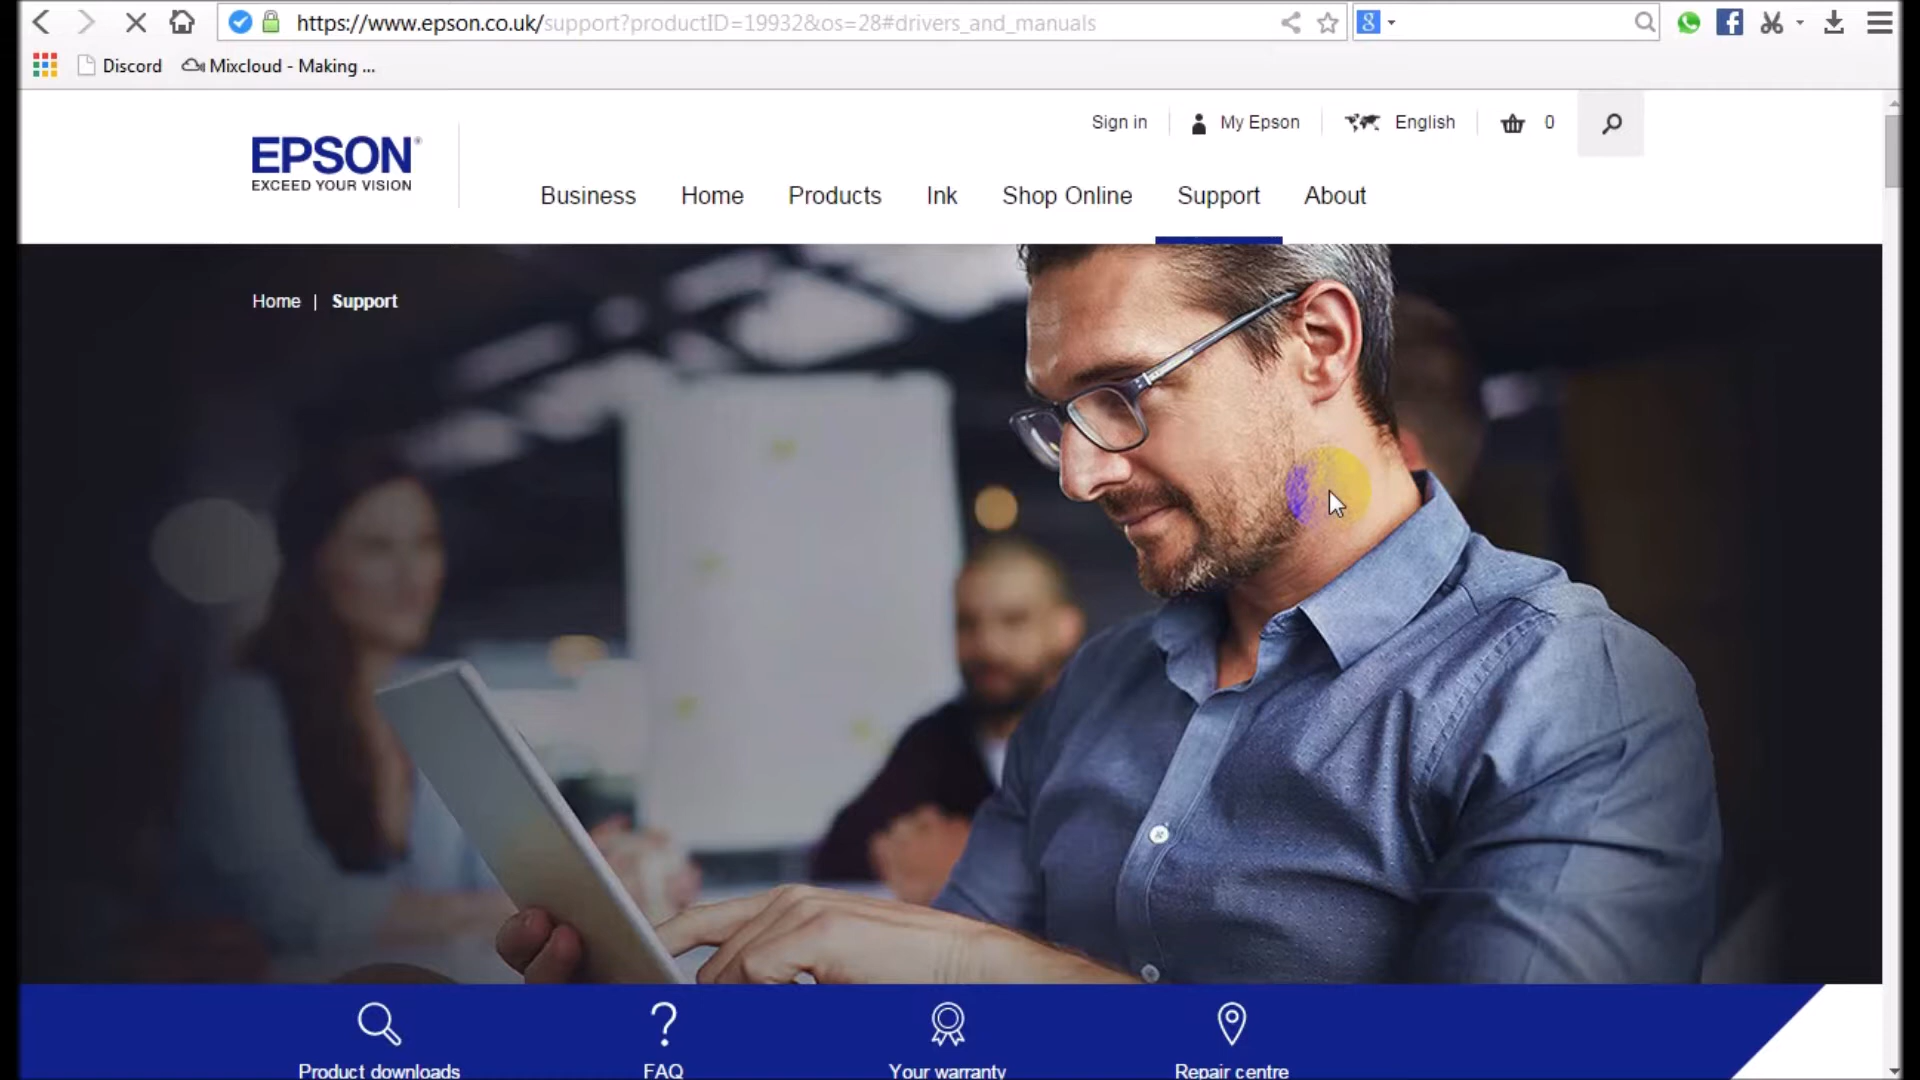 https://www.epson.co.uk/support?productID=19932&os=28#drivers_and_manuals
8
Discord
Mixcloud - Making ...
Sign in
My Epson
English
0
EPSON®
EXCEED YOUR VISION
Business
Home
Products
Ink
Shop Online
Support
About
Home | Support
Product downloads
FAQ
Your warranty
Repair centre